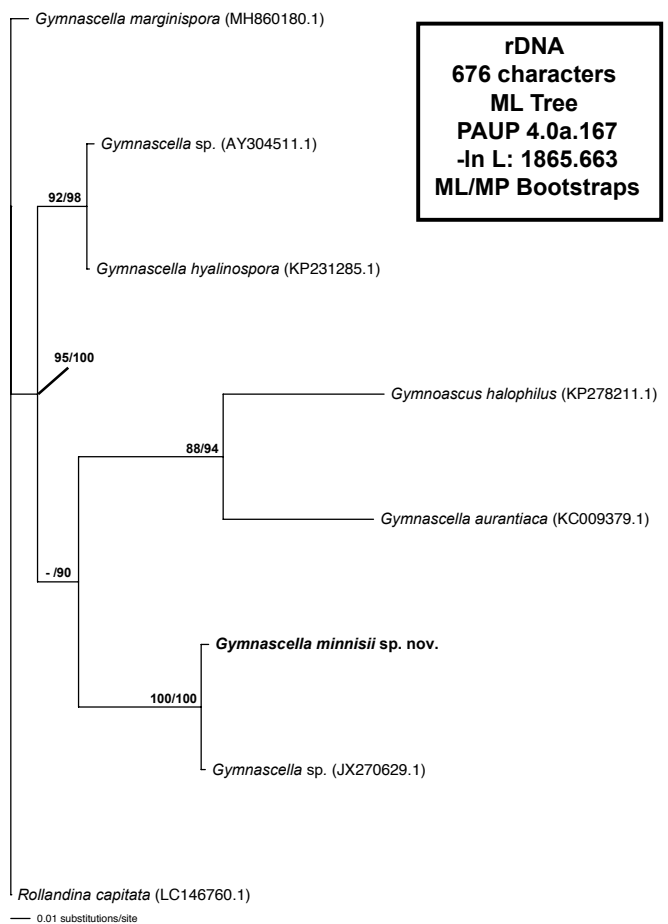 Gymnascella marginispora (MH860180.1)
rDNA
676 characters
ML Tree
PAUP 4.0a.167
-ln L: 1865.663
ML/MP Bootstraps
Gymnascella sp. (AY304511.1)
92/98
Gymnascella hyalinospora (KP231285.1)
95/100
Gymnoascus halophilus (KP278211.1)
88/94
Gymnascella aurantiaca (KC009379.1)
- /90
Gymnascella minnisii sp. nov.
100/100
Gymnascella sp. (JX270629.1)
Rollandina capitata (LC146760.1)
0.01 substitutions/site